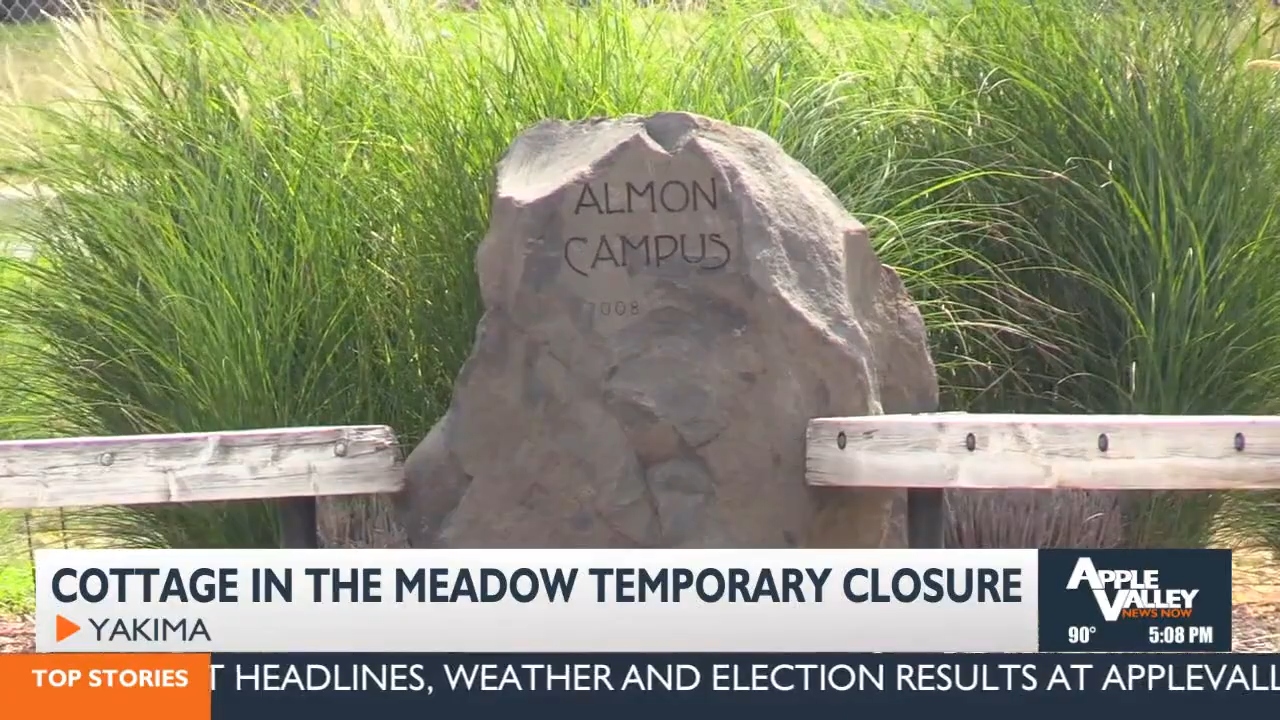 ALMON
CAMPUS
2008
COTTAGE IN THE MEADOW TEMPORARY CLOSURE
YAKIMA
APPLE
VALLEY
NEWS NOW
90° 5:08 PM
TOP STORIES
T HEADLINES, WEATHER AND ELECTION RESULTS AT APPLEVALL